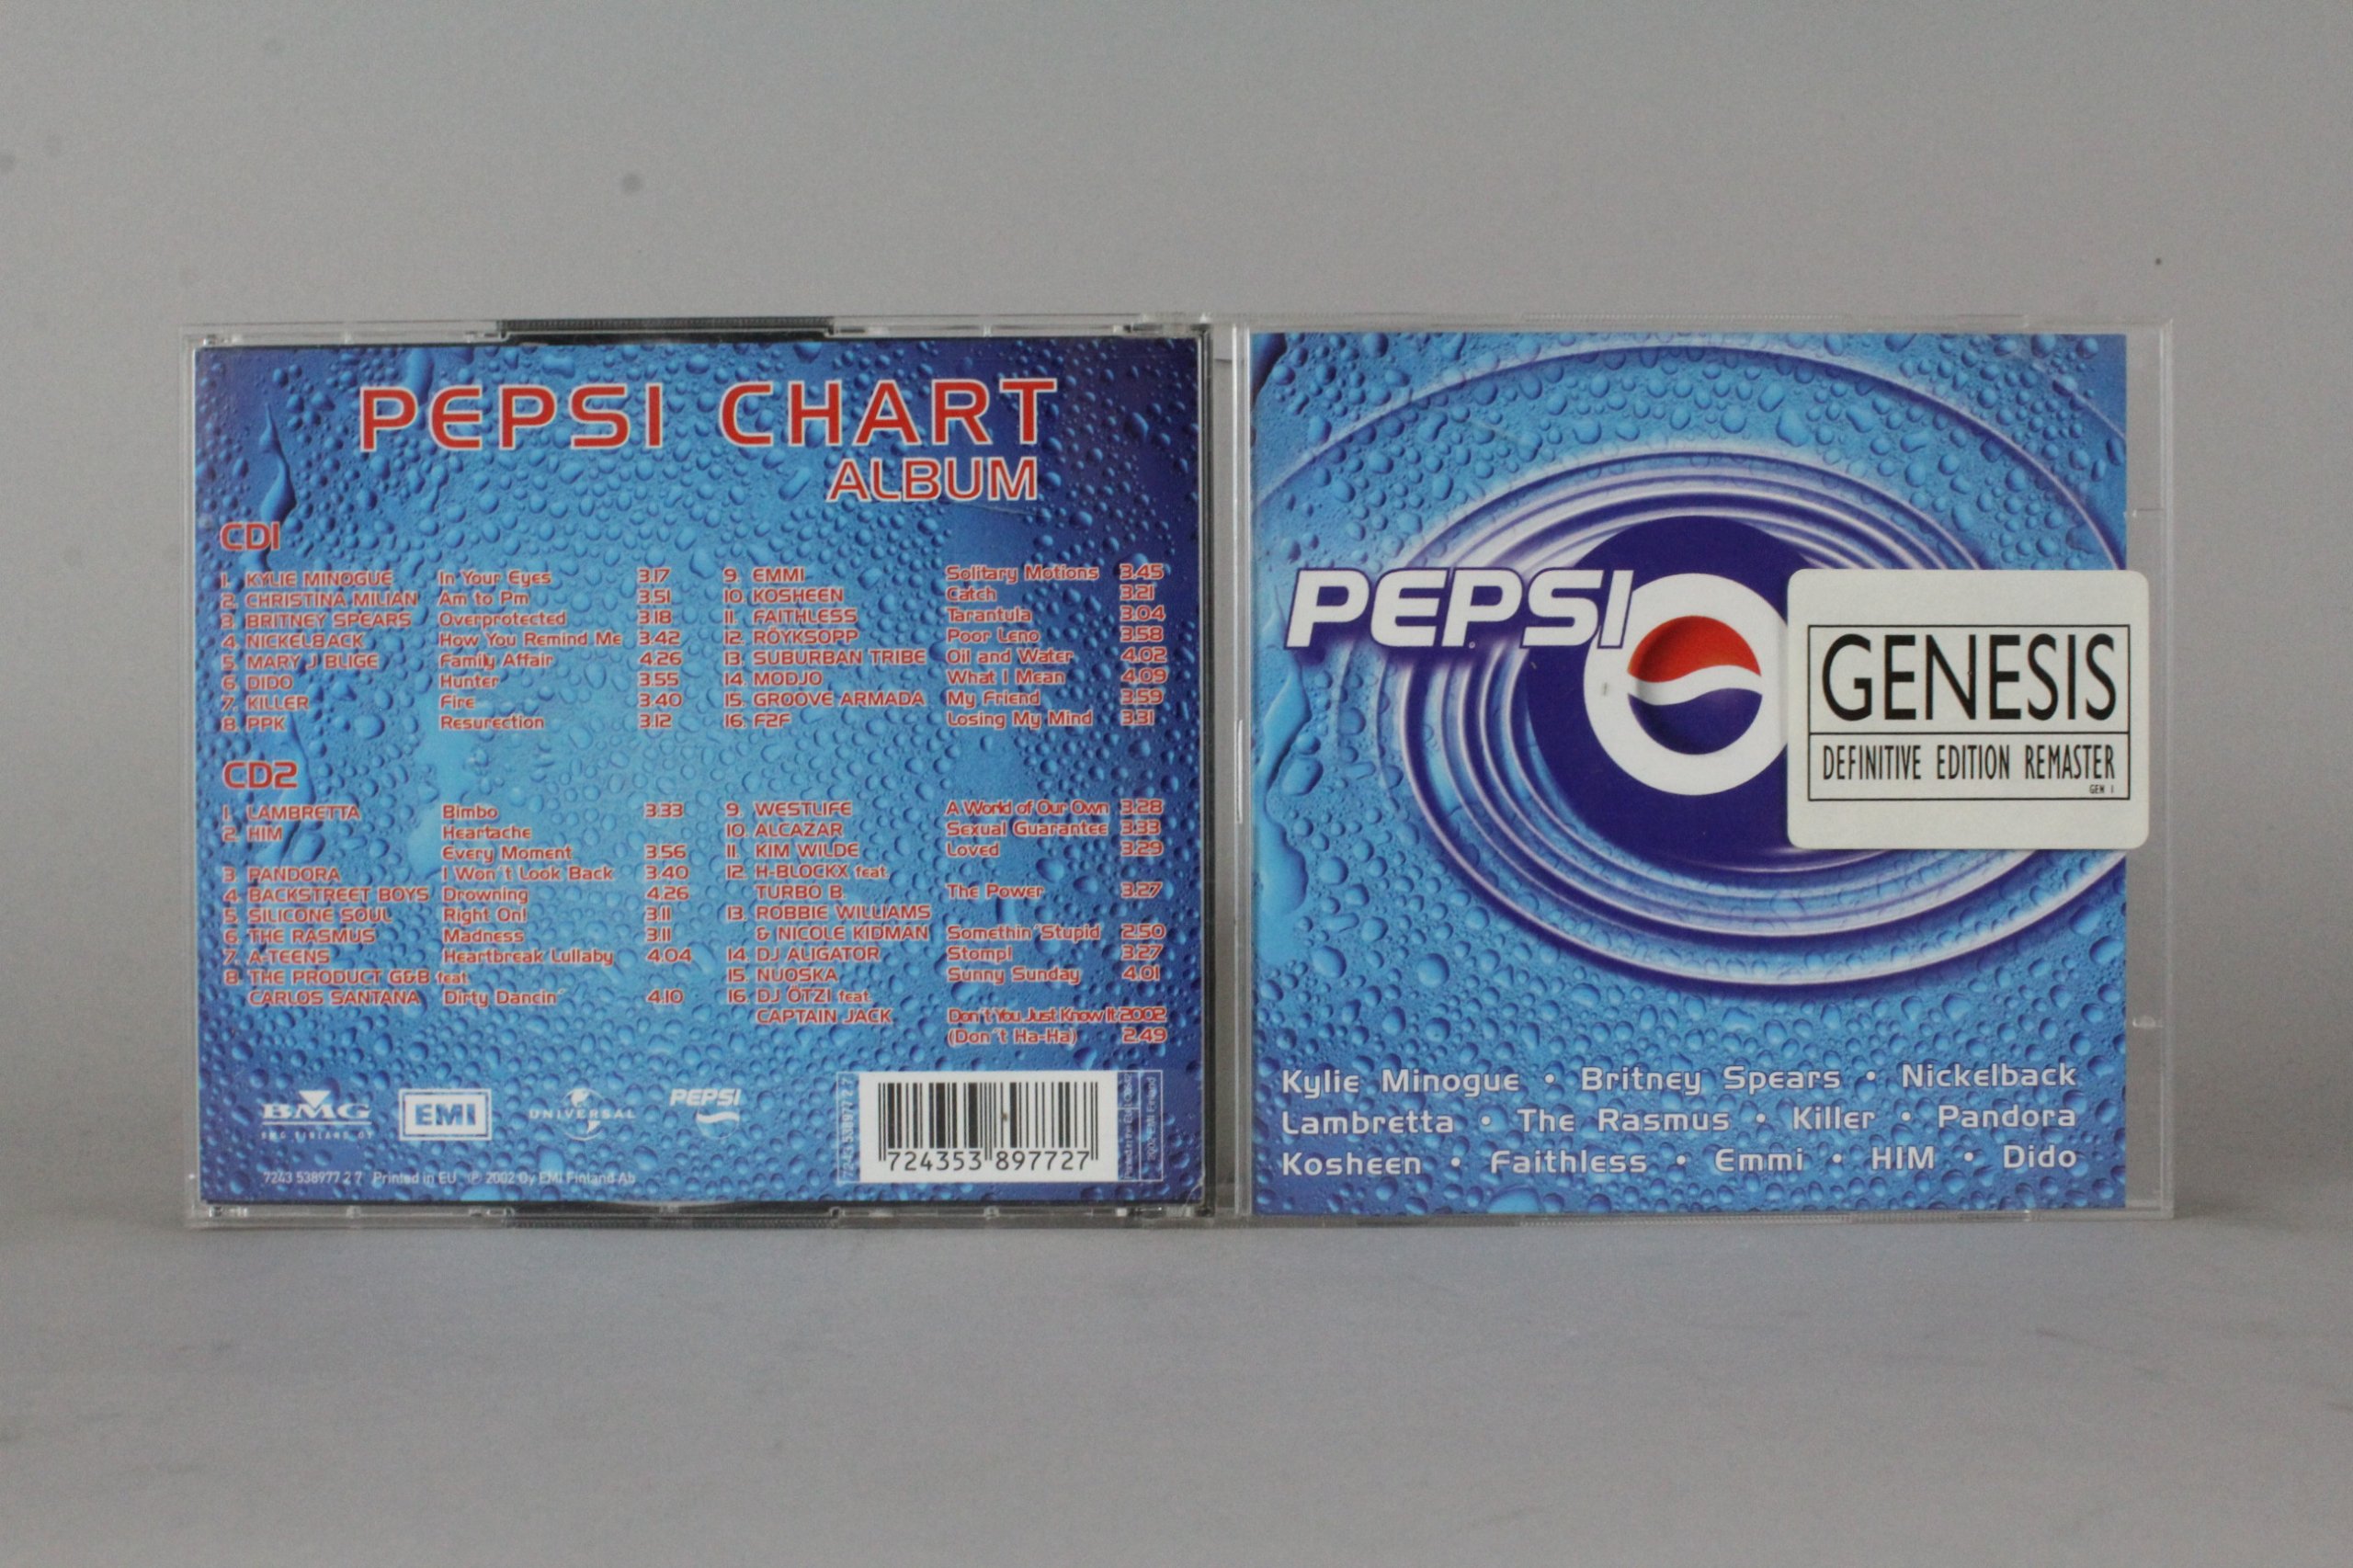 PEPSI CHART
ALBUM
CD1
1. KYLIE MINOGUE In Your Eyes 3.17
2. CHRISTINA MILIAN Am to Pm 3.51
3. BRITNEY SPEARS Overprotected 3.18
4. NICKELBACK How You Remind Me 3.42
5. MARY J BLIGE Family Affair 4.26
6. DIDO Hunter 3.55
7. KILLER Fire 3.40
8. PPK Resurection 3.12
9. EMMI Solitary Motions 3.45
10. KOSHEEN Catch 3.21
11. FAITHLESS Tarantula 3.04
12. RÖYKSOPP Poor Leno 3.58
13. SUBURBAN TRIBE Oil and Water 4.02
14. MODJO What I Mean 4.09
15. GROOVE ARMADA My Friend 3.59
16. F2F Losing My Mind 3.31
CD2
1. LAMBRETTA Bimbo 3.33
2. HIM Heartache
Every Moment 3.56
3. PANDORA I Won´t Look Back 3.40
4. BACKSTREET BOYS Drowning 4.26
5. SILICONE SOUL Right On! 3.11
6. THE RASMUS Madness 3.11
7. A-TEENS Heartbreak Lullaby 4.04
8. THE PRODUCT G&B feat
CARLOS SANTANA Dirty Dancin´ 4.10
9. WESTLIFE A World of Our Own 3.28
10. ALCAZAR Sexual Guarantee 3.33
11. KIM WILDE Loved 3.29
12. H-BLOCKX feat.
TURBO B. The Power 3.27
13. ROBBIE WILLIAMS
& NICOLE KIDMAN Somethin´Stupid 2.50
14. DJ ALIGATOR Stomp! 3.27
15. NUOSKA Sunny Sunday 4.01
16. DJ ÖTZI feat.
CAPTAIN JACK Don´t You Just Know It 2002
(Don´t Ha-Ha) 2.49
BMG
BMG FINLAND OY
EMI
UNIVERSAL
PEPSI
7243 538977 2 7
7 24353 89772 7
7243 538977 2 7 Printed in EU ℗ 2002 Oy EMI Finland Ab
PEPSI
GENESIS
DEFINITIVE EDITION REMASTER
GEN 1
Kylie Minogue • Britney Spears • Nickelback
Lambretta • The Rasmus • Killer • Pandora
Kosheen • Faithless • Emmi • HIM • Dido